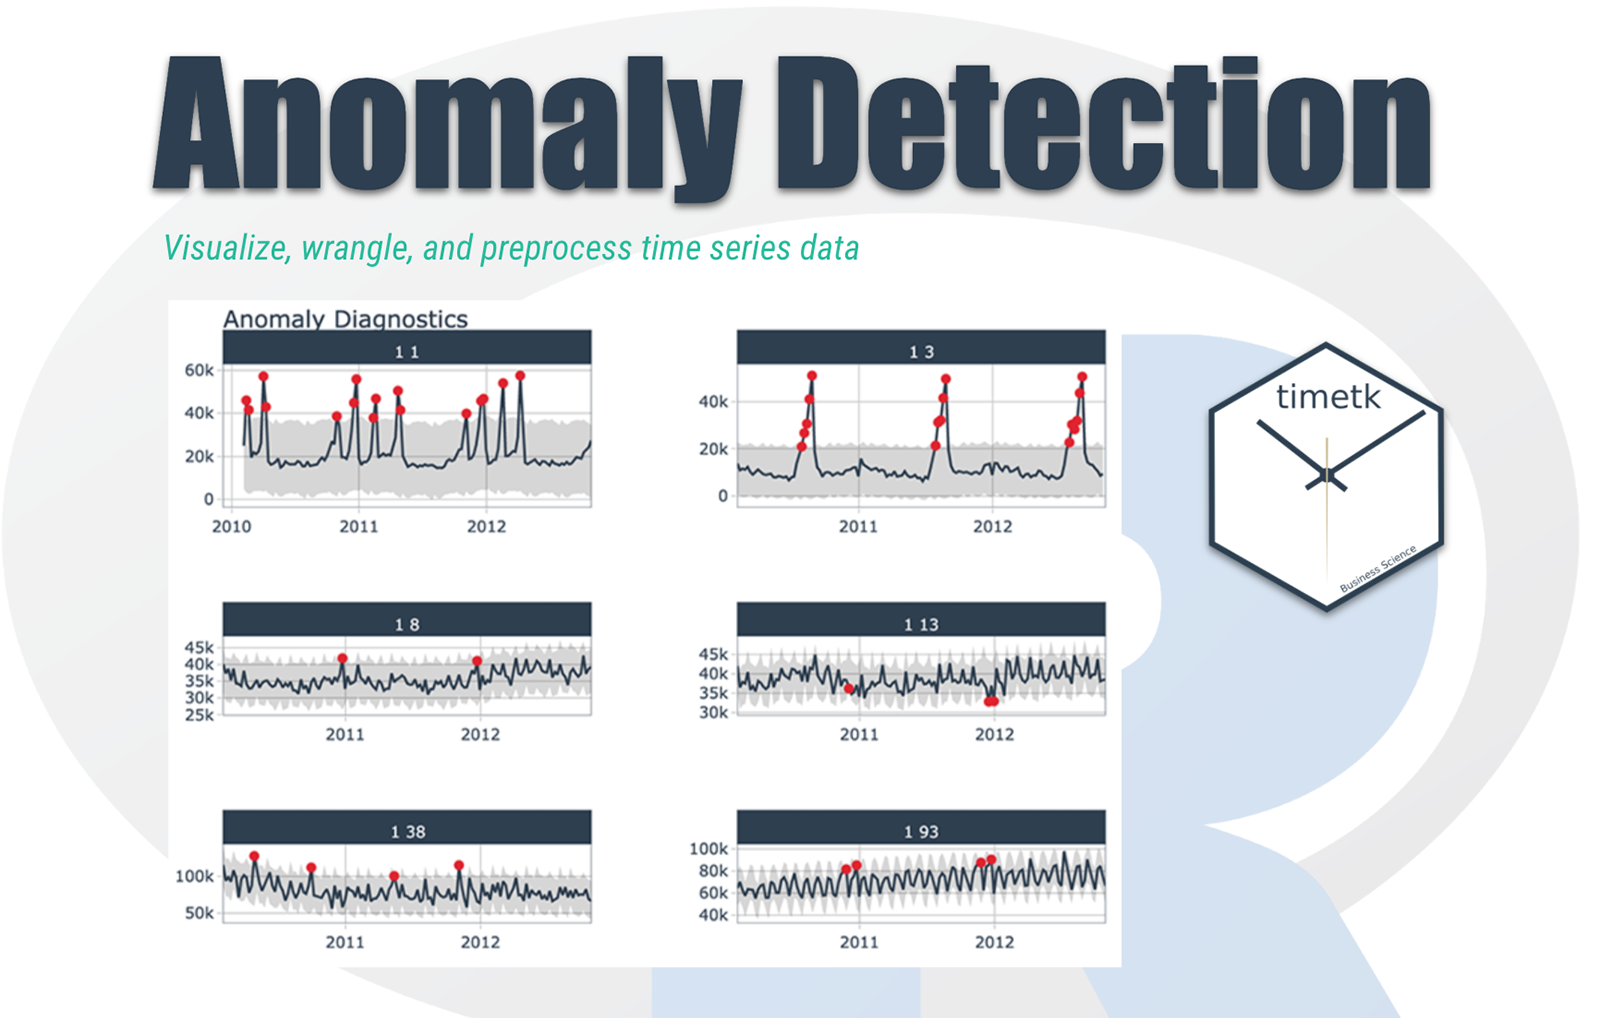 Anomaly Detection
Visualize, wrangle, and preprocess time series data
Anomaly Diagnostics
1 1
60k
40k
20k
0
2010 2011 2012
1 3
40k
20k
0
2011 2012
timetk
Business Science
1 8
45k
40k
35k
30k
25k
2011 2012
1 13
45k
40k
35k
30k
2011 2012
1 38
100k
50k
2011 2012
1 93
100k
80k
60k
40k
2011 2012